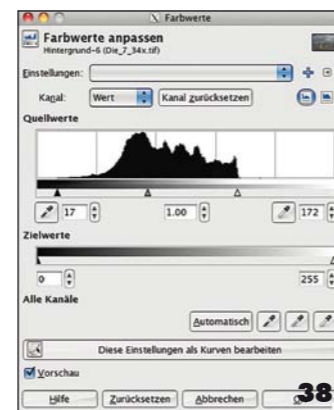 Farbwerte
Farbwerte anpassen
Hintergrund-6 (Die_7_34x.tif)
Einstellungen:
Kanal: Wert Kanal zurücksetzen
Quellwerte
17 1.00 172
Zielwerte
0 255
Alle Kanäle
Automatisch
Diese Einstellungen als Kurven bearbeiten
Vorschau
Hilfe Zurücksetzen Abbrechen
38